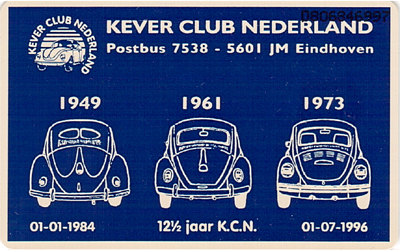 KEVER CLUB NEDERLAND
KEVER CLUB NEDERLAND
Postbus 7538 - 5601 JM Eindhoven
1949 1961 1973
01-01-1984 12½ jaar K.C.N. 01-07-1996